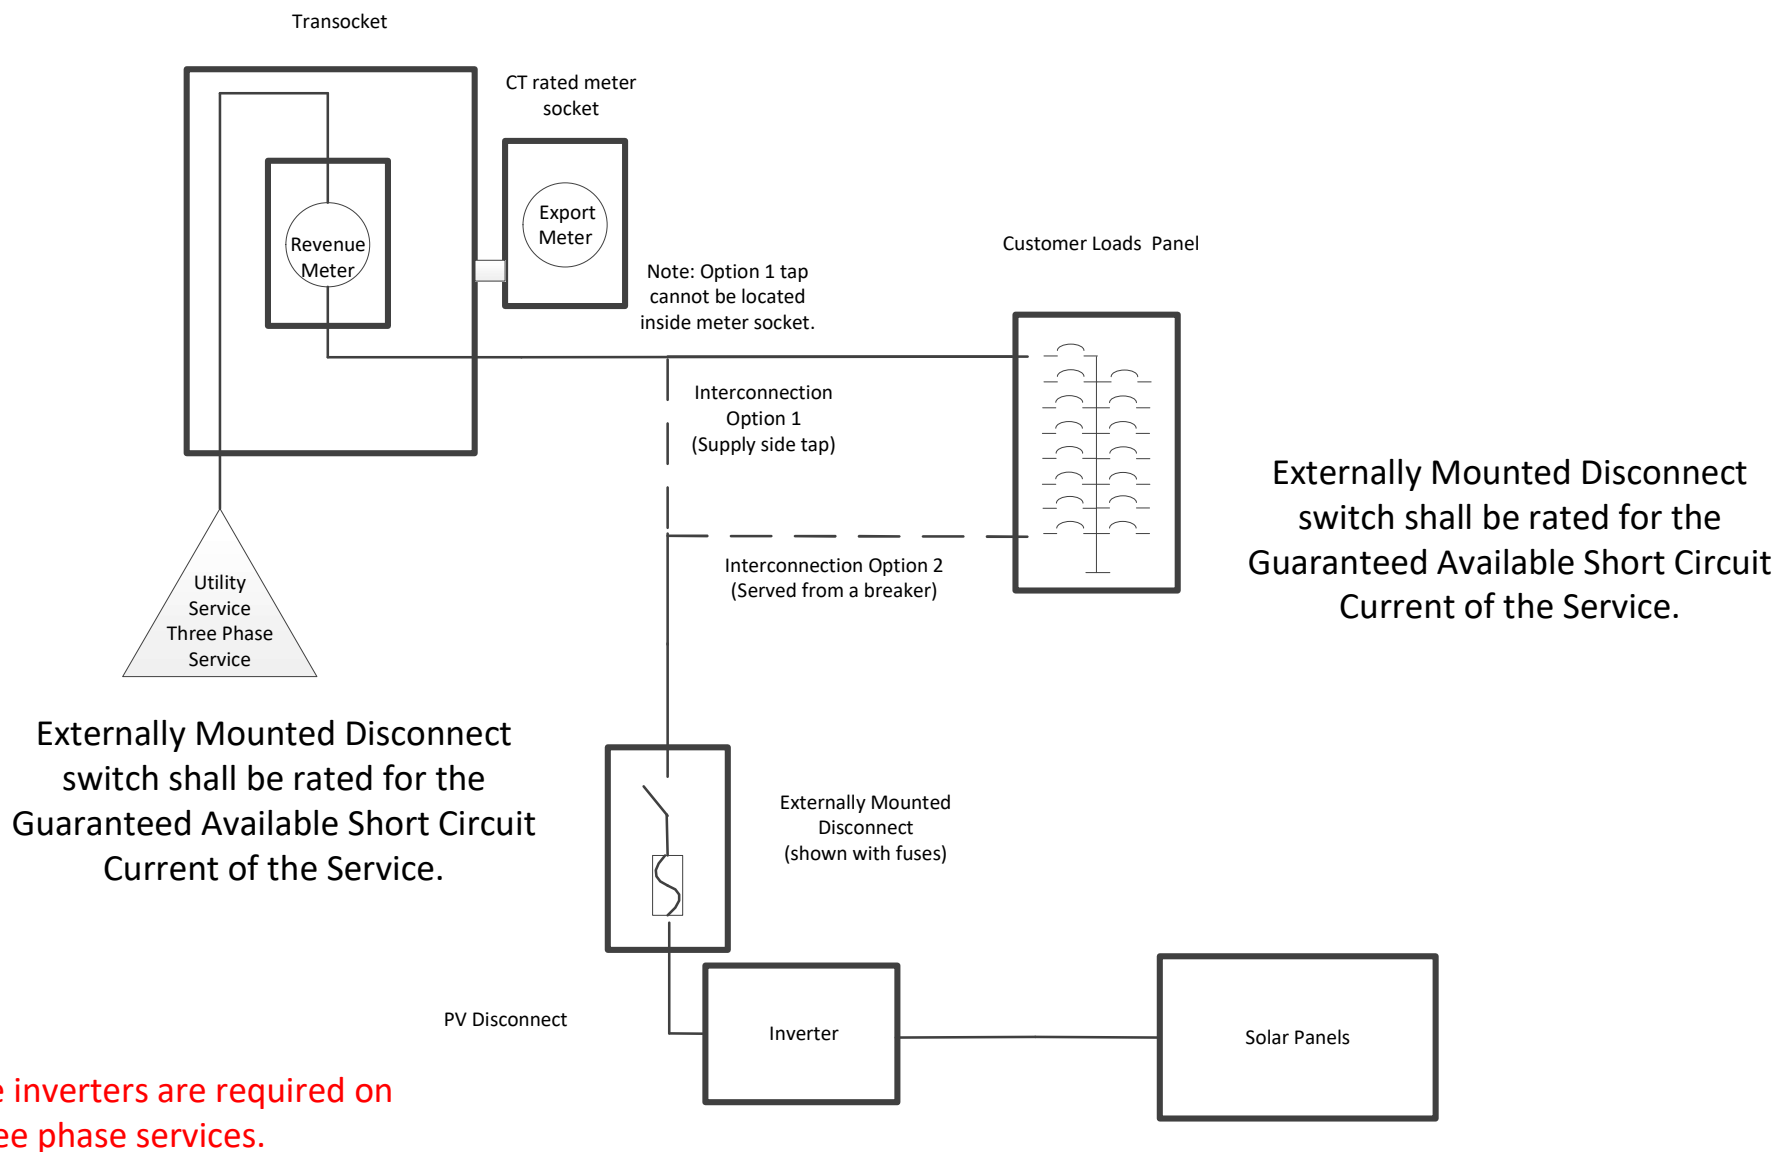 Transocket
CT rated meter
socket
Revenue
Meter
Export
Meter
Note: Option 1 tap
cannot be located
inside meter socket.
Customer Loads Panel
Interconnection
Option 1
(Supply side tap)
Interconnection Option 2
(Served from a breaker)
Externally Mounted Disconnect
switch shall be rated for the
Guaranteed Available Short Circuit
Current of the Service.
Utility
Service
Three Phase
Service
Externally Mounted Disconnect
switch shall be rated for the
Guaranteed Available Short Circuit
Current of the Service.
Externally Mounted
Disconnect
(shown with fuses)
PV Disconnect
Inverter
Solar Panels
inverters are required on
phase services.